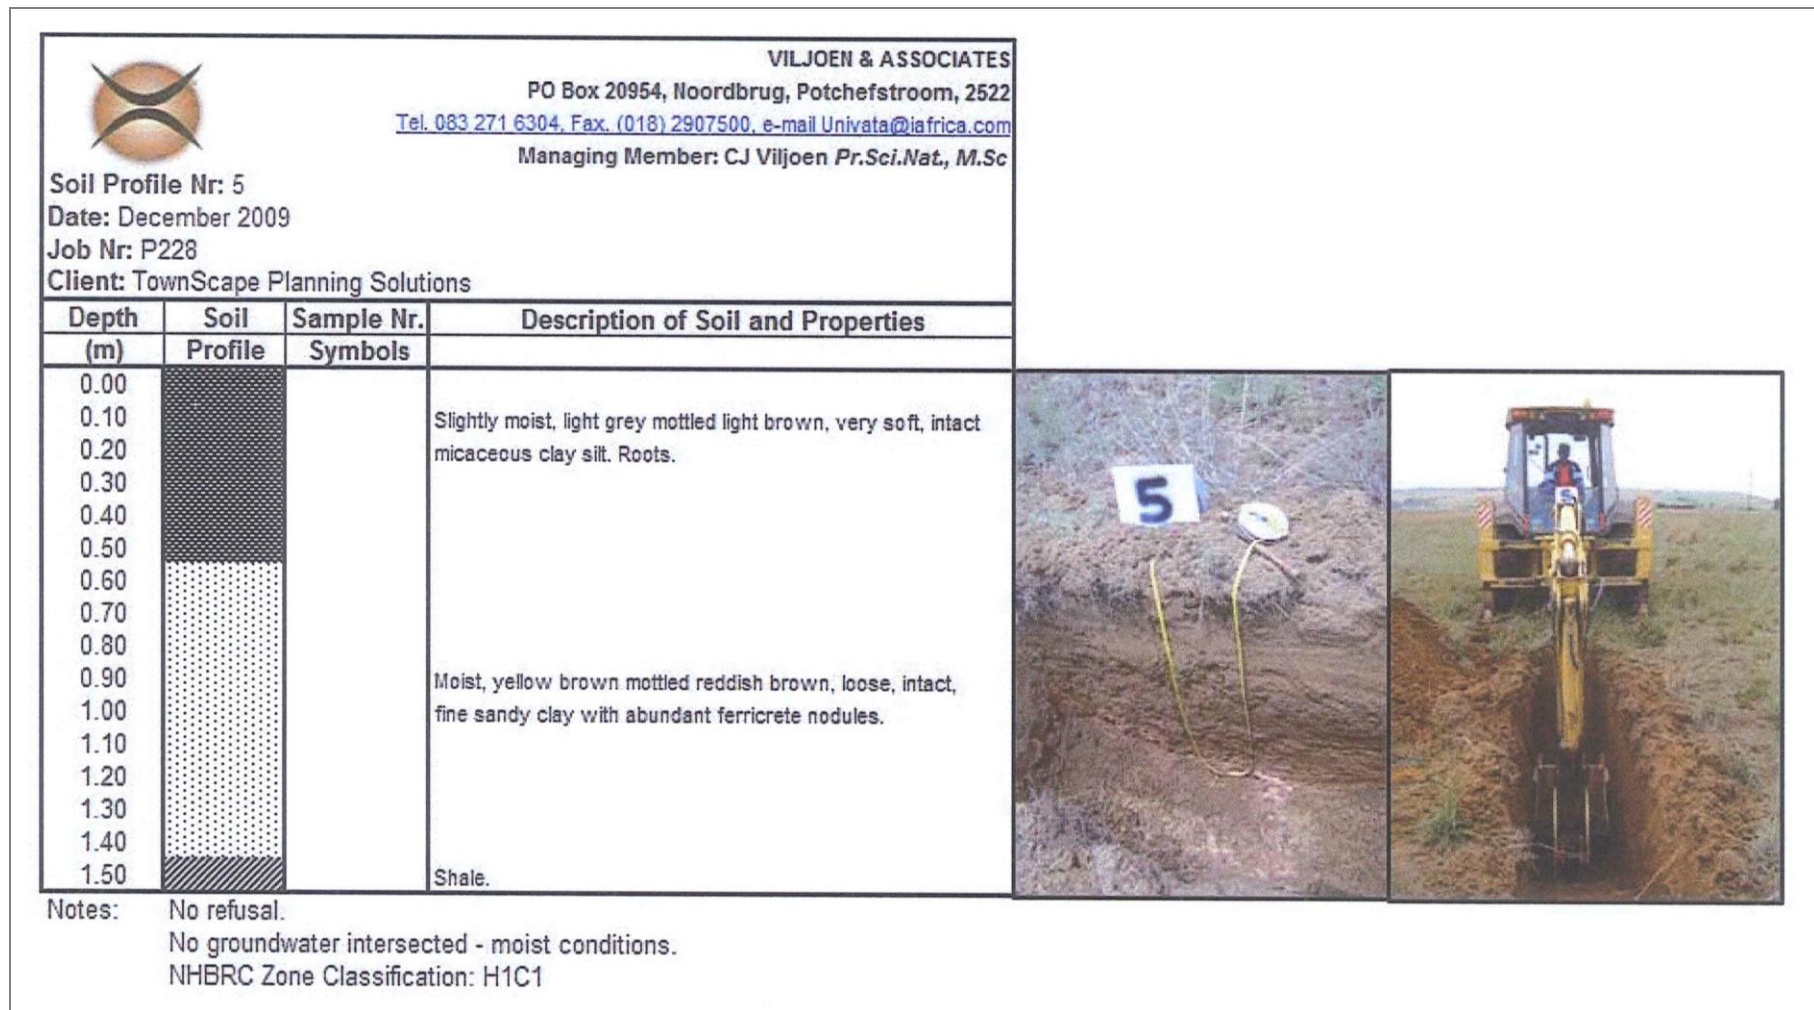 VILJOEN & ASSOCIATES
PO Box 20954, Noordbrug, Potchefstroom, 2522
Tel. 083 271 6304, Fax. (018) 2907500, e-mail Univata@iafrica.com
Managing Member: CJ Viljoen Pr.Sci.Nat., M.Sc
Soil Profile Nr: 5
Date: December 2009
Job Nr: P228
Client: TownScape Planning Solutions
Depth Soil Sample Nr. Description of Soil and Properties
(m) Profile Symbols
0.00
0.10 Slightly moist, light grey mottled light brown, very soft, intact
0.20 micaceous clay silt. Roots.
0.30
0.40
0.50
0.60
0.70
0.80
0.90 Moist, yellow brown mottled reddish brown, loose, intact,
1.00 fine sandy clay with abundant ferricrete nodules.
1.10
1.20
1.30
1.40
1.50 Shale.
5
5
Notes: No refusal.
No groundwater intersected - moist conditions.
NHBRC Zone Classification: H1C1